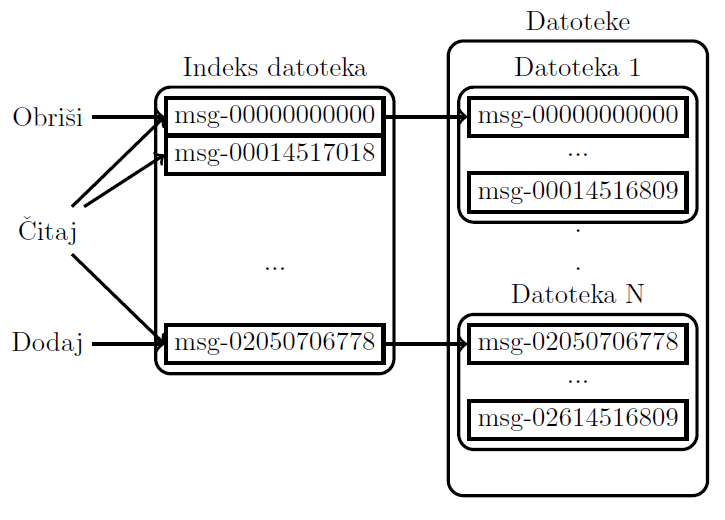 Datoteke
Indeks datoteka
Datoteka 1
Obriši
msg-00000000000
msg-00000000000
msg-00014517018
...
msg-00014516809
Čitaj
.
...
.
Datoteka N
Dodaj
msg-02050706778
msg-02050706778
...
msg-02614516809